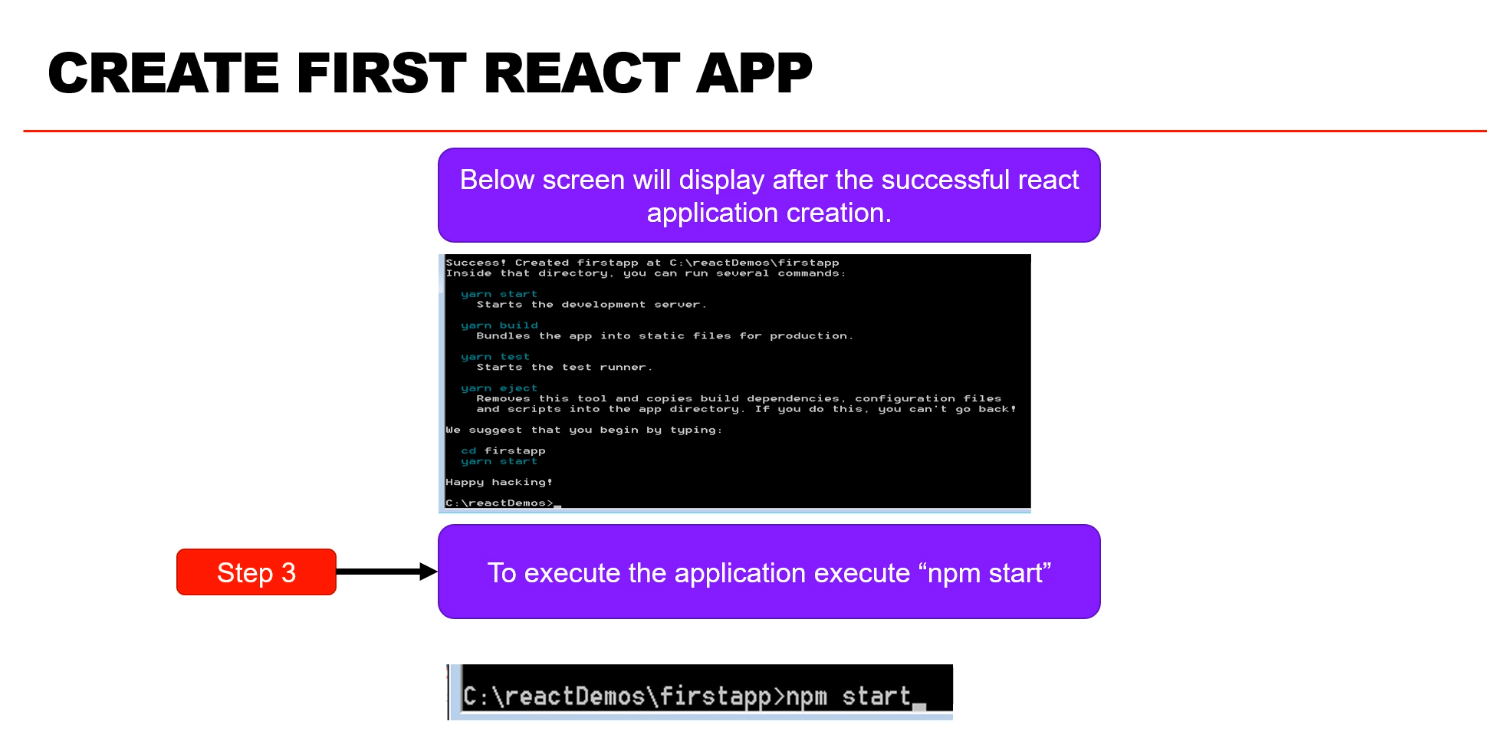 CREATE FIRST REACT APP
Below screen will display after the successful react
application creation.
Success! Created firstapp at C:\reactDemos\firstapp
Inside that directory, you can run several commands:
yarn start
Starts the development server.
yarn build
Bundles the app into static files for production.
yarn test
Starts the test runner.
yarn eject
Removes this tool and copies build dependencies, configuration files
and scripts into the app directory. If you do this, you can't go back!
We suggest that you begin by typing:
cd firstapp
yarn start
Happy hacking!
C:\reactDemos>_
Step 3
To execute the application execute “npm start”
C:\reactDemos\firstapp>npm start_